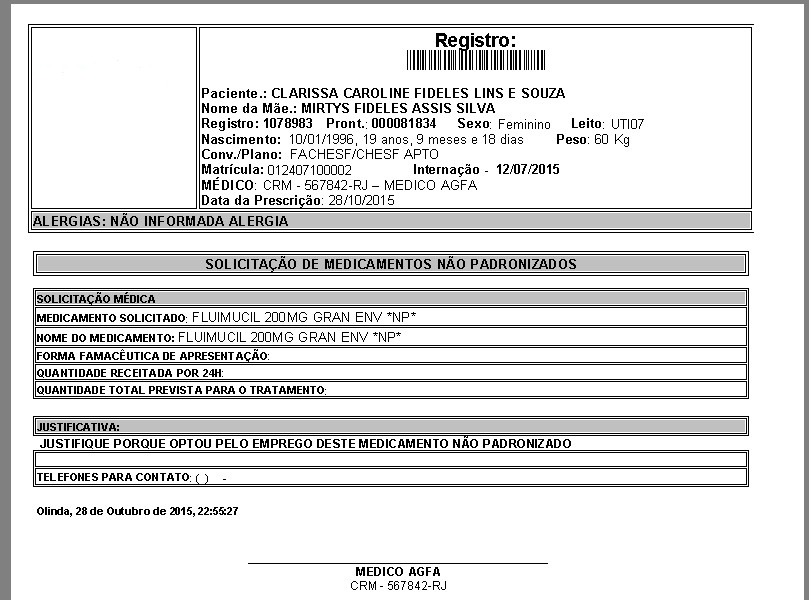 Registro:
Paciente.: CLARISSA CAROLINE FIDELES LINS E SOUZA
Nome da Mãe.: MIRTYS FIDELES ASSIS SILVA
Registro: 1078983 Pront.: 000081834 Sexo: Feminino Leito: UTI07
Nascimento: 10/01/1996, 19 anos, 9 meses e 18 dias Peso: 60 Kg
Conv./Plano: FACHESF/CHESF APTO
Matrícula: 012407100002 Internação - 12/07/2015
MÉDICO: CRM - 567842-RJ – MEDICO AGFA
Data da Prescrição: 28/10/2015
ALERGIAS: NÃO INFORMADA ALERGIA
SOLICITAÇÃO DE MEDICAMENTOS NÃO PADRONIZADOS
SOLICITAÇÃO MÉDICA
MEDICAMENTO SOLICITADO: FLUIMUCIL 200MG GRAN ENV *NP*
NOME DO MEDICAMENTO: FLUIMUCIL 200MG GRAN ENV *NP*
FORMA FAMACÊUTICA DE APRESENTAÇÃO:
QUANTIDADE RECEITADA POR 24H:
QUANTIDADE TOTAL PREVISTA PARA O TRATAMENTO:
JUSTIFICATIVA:
JUSTIFIQUE PORQUE OPTOU PELO EMPREGO DESTE MEDICAMENTO NÃO PADRONIZADO
TELEFONES PARA CONTATO: ( ) -
Olinda, 28 de Outubro de 2015, 22:55:27
MEDICO AGFA
CRM - 567842-RJ